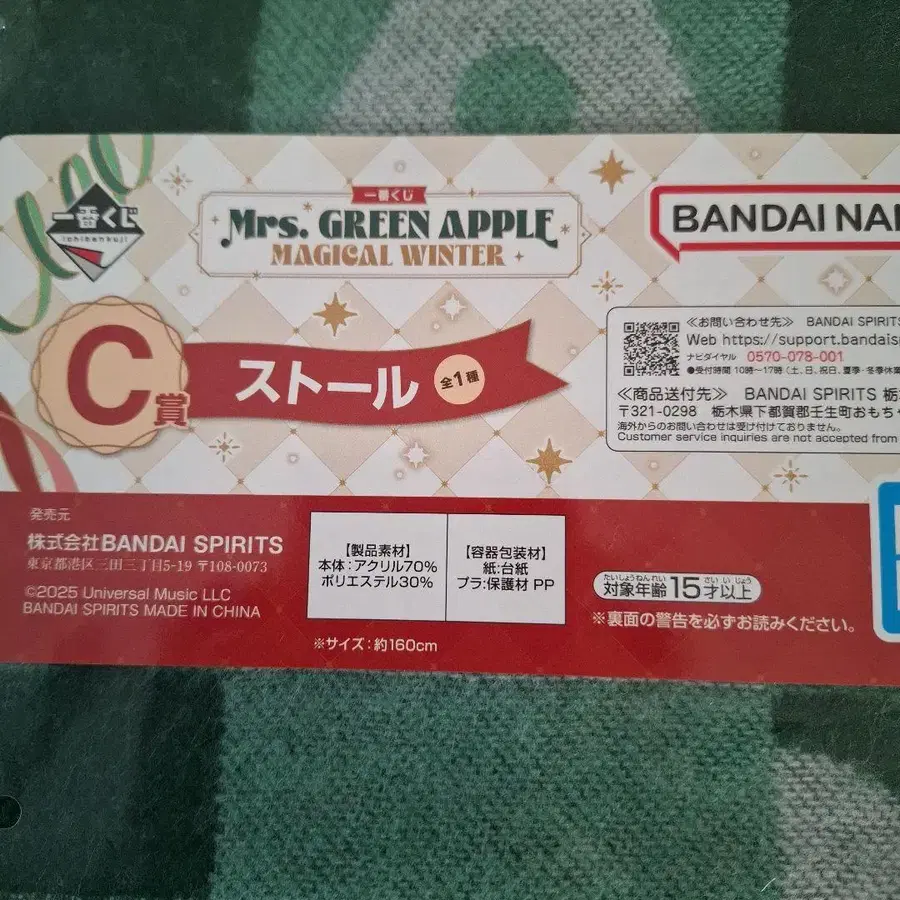 一番くじ
ichibankuji
一番くじ
Mrs. GREEN APPLE
MAGICAL WINTER
BANDAI NA
C賞
ストール
全1種
≪お問い合わせ先≫ BANDAI SPIRITS
Web https://support.bandais
ナビダイヤル 0570-078-001
●受付時間 10時～17時(土、日、祝日、夏季・冬季休業
≪商品送付先≫ BANDAI SPIRITS 栃
〒321-0298 栃木県下都賀郡壬生町おもち
海外からのお問い合わせは受け付けておりません。
Customer service inquiries are not accepted from
発売元
株式会社BANDAI SPIRITS
東京都港区三田三丁目5-19 〒108-0073
©2025 Universal Music LLC
BANDAI SPIRITS MADE IN CHINA
【製品素材】
本体:アクリル70%
ポリエステル30%
【容器包装材】
紙:台紙
プラ:保護材 PP
※サイズ:約160cm
たいしょうねんれい さい いじょう
対象年齢15才以上
※裏面の警告を必ずお読みください。